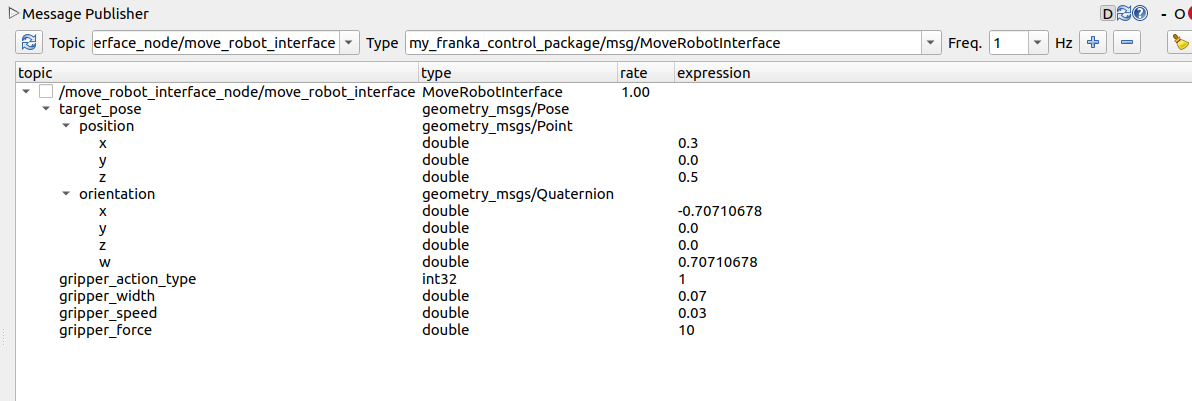 Message Publisher D - O
Topic erface_node/move_robot_interface Type my_franka_control_package/msg/MoveRobotInterface Freq. 1 Hz
topic type rate expression
/move_robot_interface_node/move_robot_interface MoveRobotInterface 1.00
target_pose geometry_msgs/Pose
position geometry_msgs/Point
x double 0.3
y double 0.0
z double 0.5
orientation geometry_msgs/Quaternion
x double -0.70710678
y double 0.0
z double 0.0
w double 0.70710678
gripper_action_type int32 1
gripper_width double 0.07
gripper_speed double 0.03
gripper_force double 10